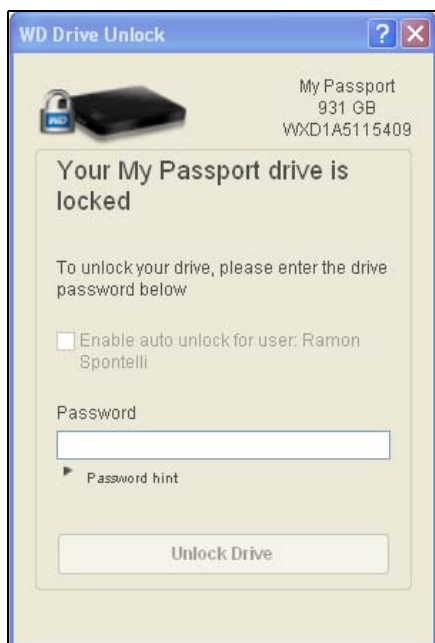 WD Drive Unlock
My Passport
931 GB
WXD1A5115409
WD
Your My Passport drive is
locked
To unlock your drive, please enter the drive
password below
Enable auto unlock for user: Ramon
Spontelli
Password
Password hint
Unlock Drive